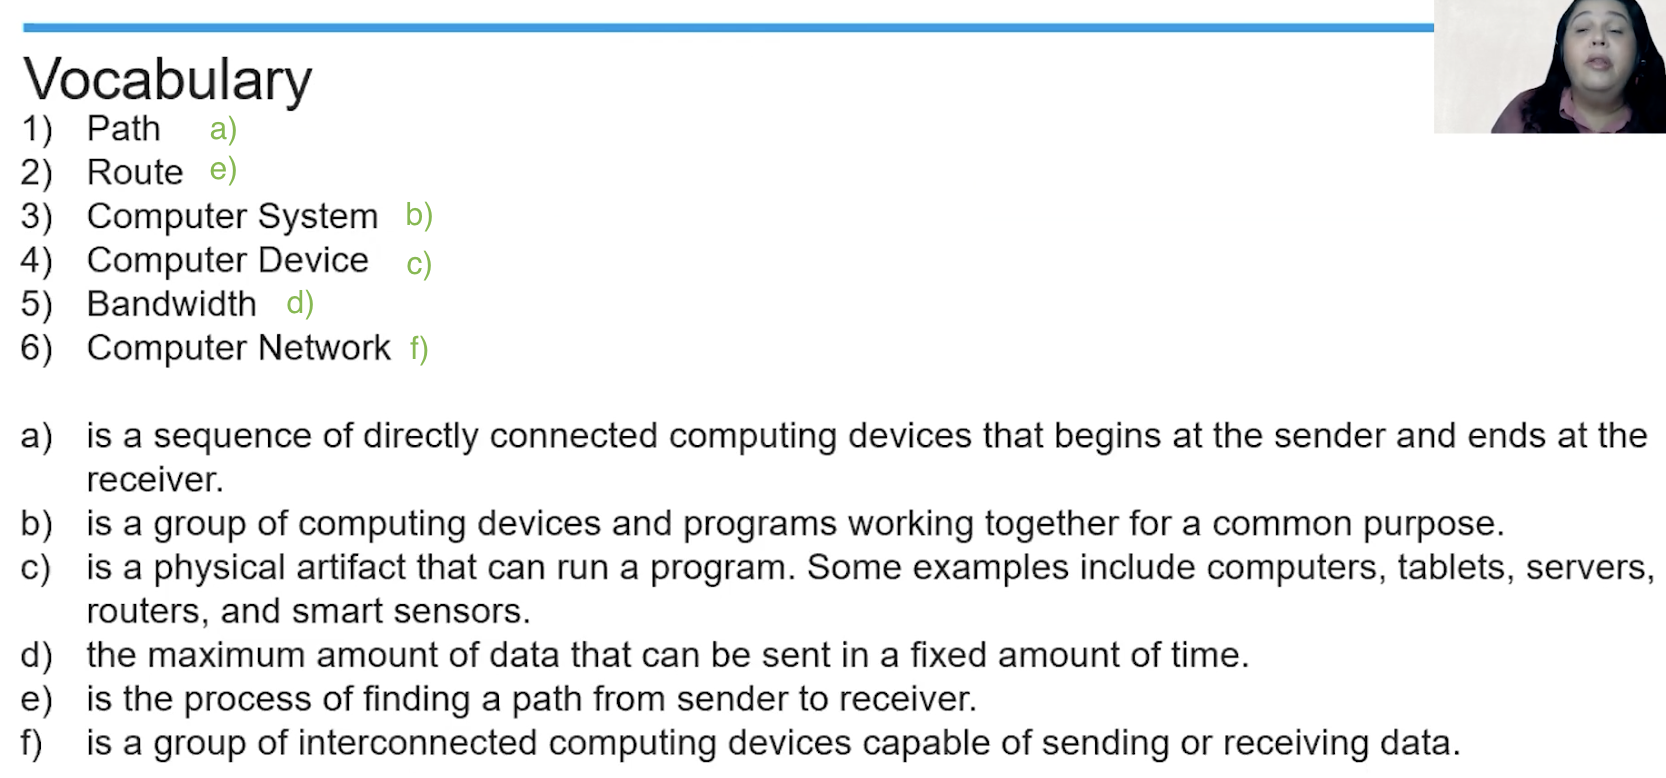 Vocabulary
1) Path a)
2) Route e)
3) Computer System b)
4) Computer Device c)
5) Bandwidth d)
6) Computer Network f)
a) is a sequence of directly connected computing devices that begins at the sender and ends at the
receiver.
b) is a group of computing devices and programs working together for a common purpose.
c) is a physical artifact that can run a program. Some examples include computers, tablets, servers,
routers, and smart sensors.
d) the maximum amount of data that can be sent in a fixed amount of time.
e) is the process of finding a path from sender to receiver.
f) is a group of interconnected computing devices capable of sending or receiving data.